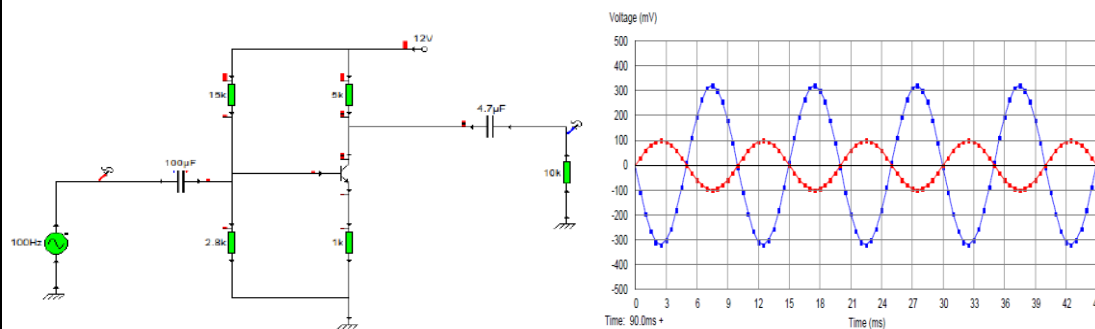 12V
15k
5k
4.7µF
100µF
10k
100Hz
2.8k
1k
Voltage (mV)
500
400
300
200
100
0
-100
-200
-300
-400
-500
0 3 6 9 12 15 18 21 24 27 30 33 36 39 42 4
Time: 90.0ms +
Time (ms)